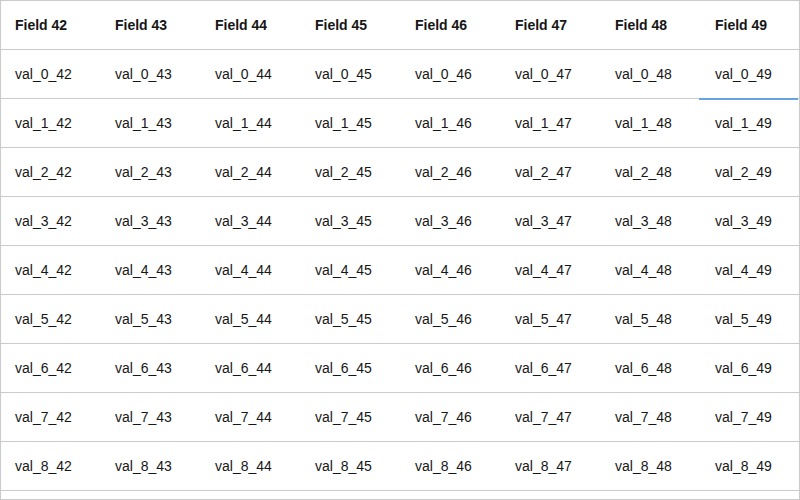 Field 42 Field 43 Field 44 Field 45 Field 46 Field 47 Field 48 Field 49
val_0_42 val_0_43 val_0_44 val_0_45 val_0_46 val_0_47 val_0_48 val_0_49
val_1_42 val_1_43 val_1_44 val_1_45 val_1_46 val_1_47 val_1_48 val_1_49
val_2_42 val_2_43 val_2_44 val_2_45 val_2_46 val_2_47 val_2_48 val_2_49
val_3_42 val_3_43 val_3_44 val_3_45 val_3_46 val_3_47 val_3_48 val_3_49
val_4_42 val_4_43 val_4_44 val_4_45 val_4_46 val_4_47 val_4_48 val_4_49
val_5_42 val_5_43 val_5_44 val_5_45 val_5_46 val_5_47 val_5_48 val_5_49
val_6_42 val_6_43 val_6_44 val_6_45 val_6_46 val_6_47 val_6_48 val_6_49
val_7_42 val_7_43 val_7_44 val_7_45 val_7_46 val_7_47 val_7_48 val_7_49
val_8_42 val_8_43 val_8_44 val_8_45 val_8_46 val_8_47 val_8_48 val_8_49